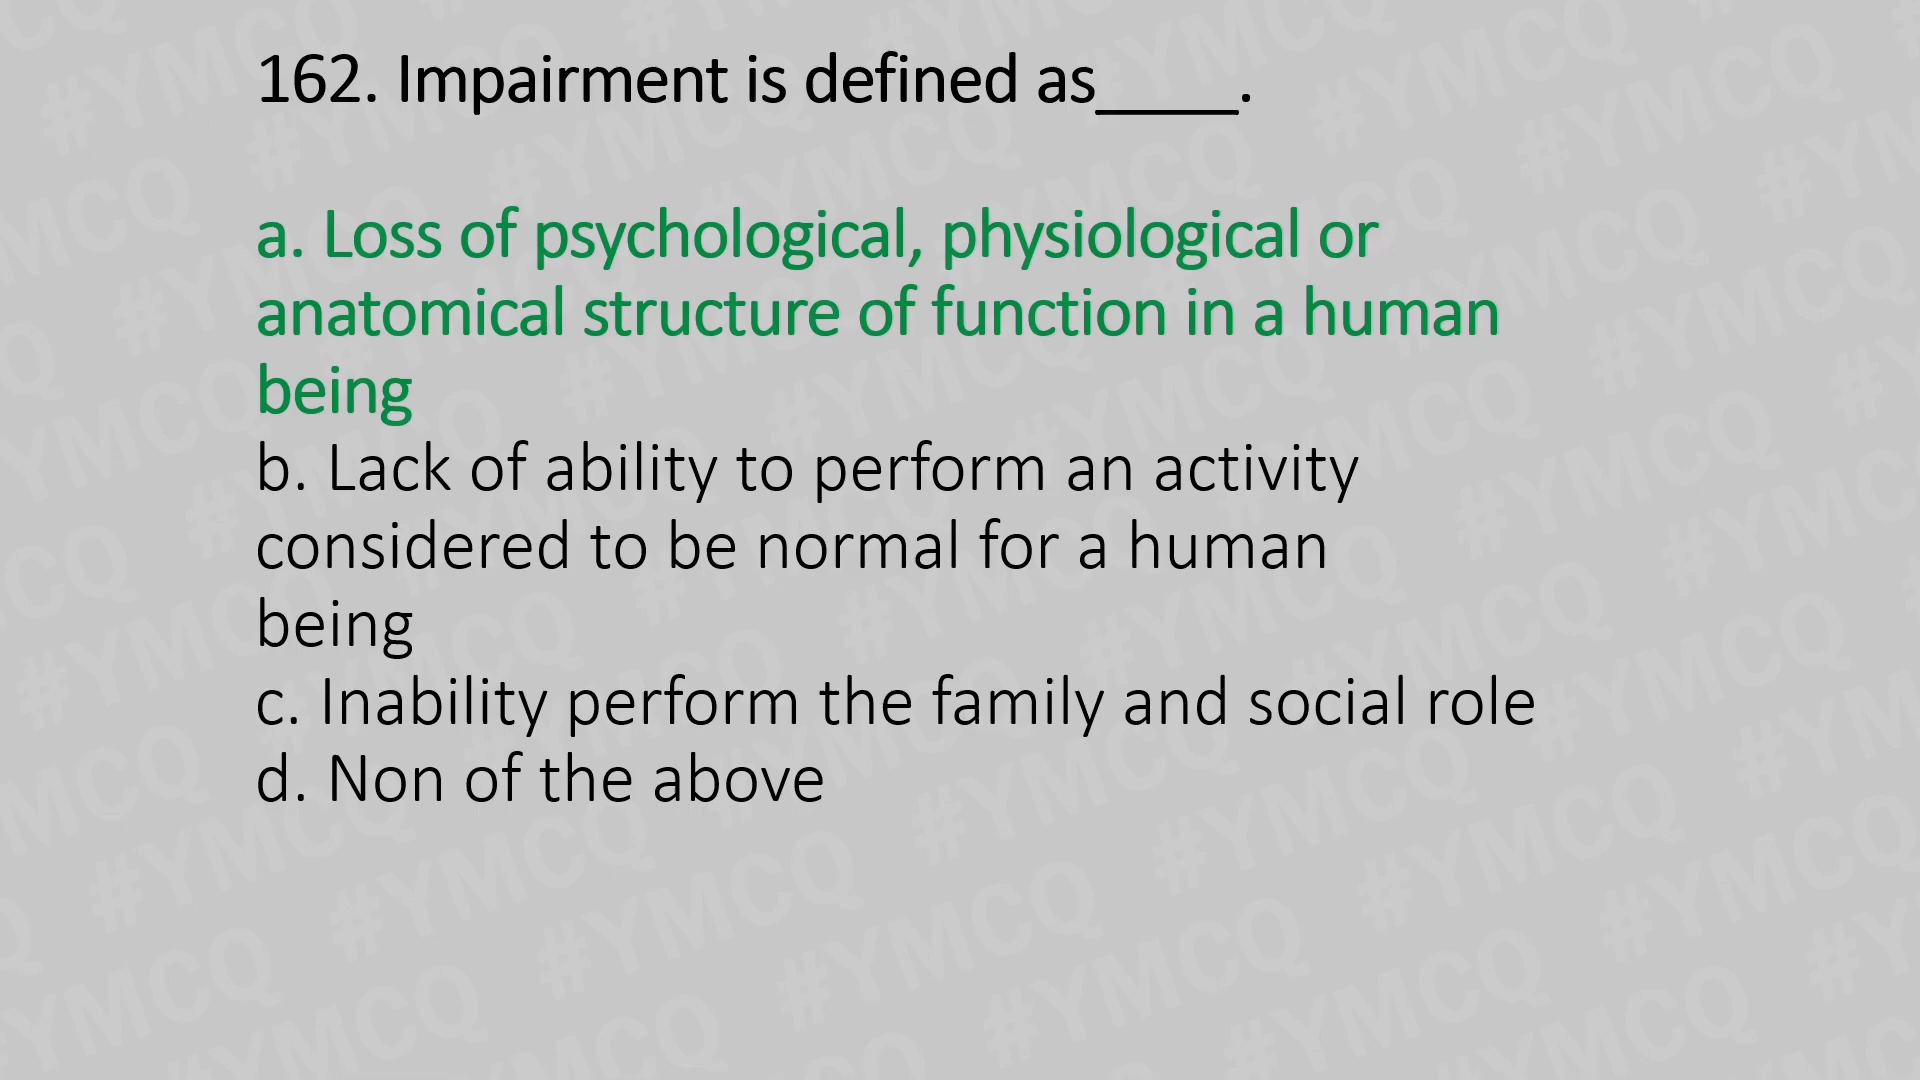 162. Impairment is defined as____.
a. Loss of psychological, physiological or
anatomical structure of function in a human
being
b. Lack of ability to perform an activity
considered to be normal for a human
being
c. Inability perform the family and social role
d. Non of the above
#YMCQ